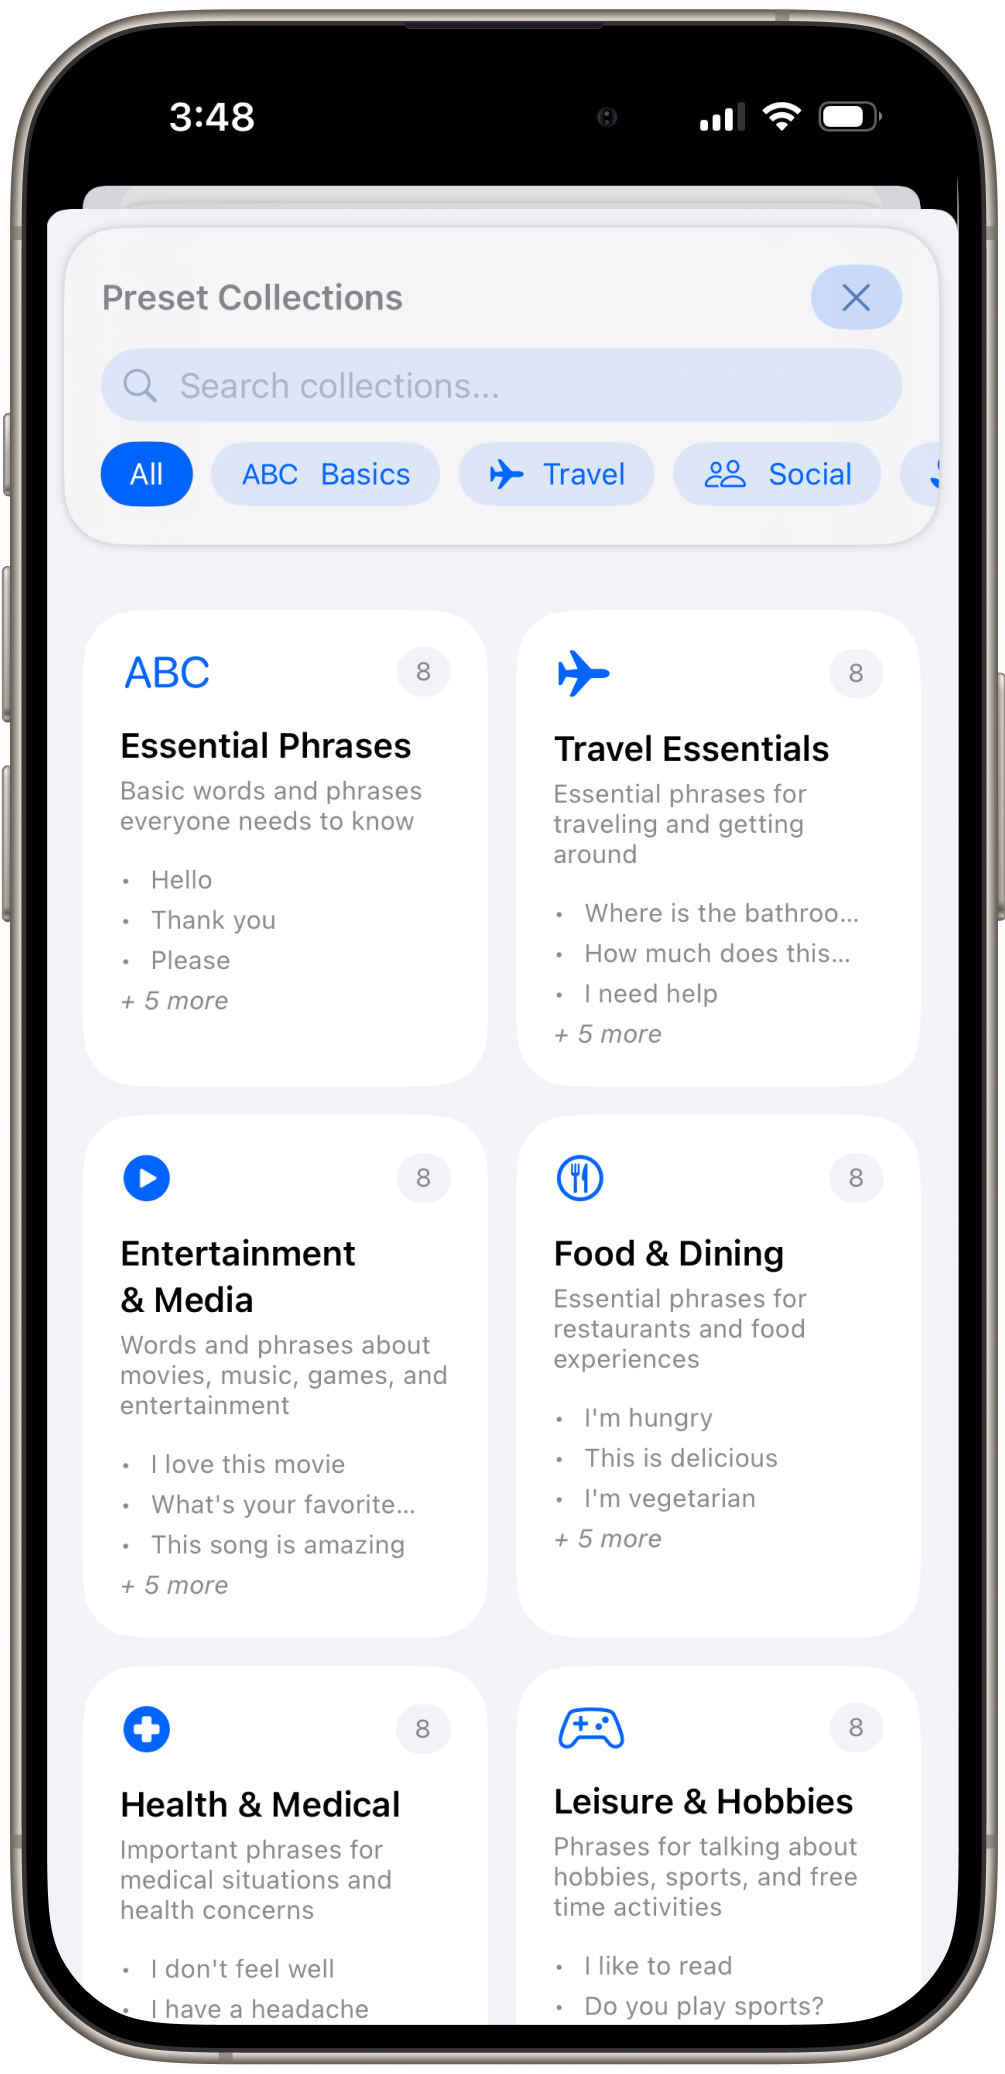 3:48
Preset Collections
Search collections...
All
ABC Basics
Travel
Social
ABC
8
Essential Phrases
Basic words and phrases
everyone needs to know
• Hello
• Thank you
• Please
+ 5 more
8
Travel Essentials
Essential phrases for
traveling and getting
around
• Where is the bathroo...
• How much does this...
• I need help
+ 5 more
8
Entertainment
& Media
Words and phrases about
movies, music, games, and
entertainment
• I love this movie
• What's your favorite...
• This song is amazing
+ 5 more
8
Food & Dining
Essential phrases for
restaurants and food
experiences
• I'm hungry
• This is delicious
• I'm vegetarian
+ 5 more
8
Health & Medical
Important phrases for
medical situations and
health concerns
• I don't feel well
• I have a headache
8
Leisure & Hobbies
Phrases for talking about
hobbies, sports, and free
time activities
• I like to read
• Do you play sports?